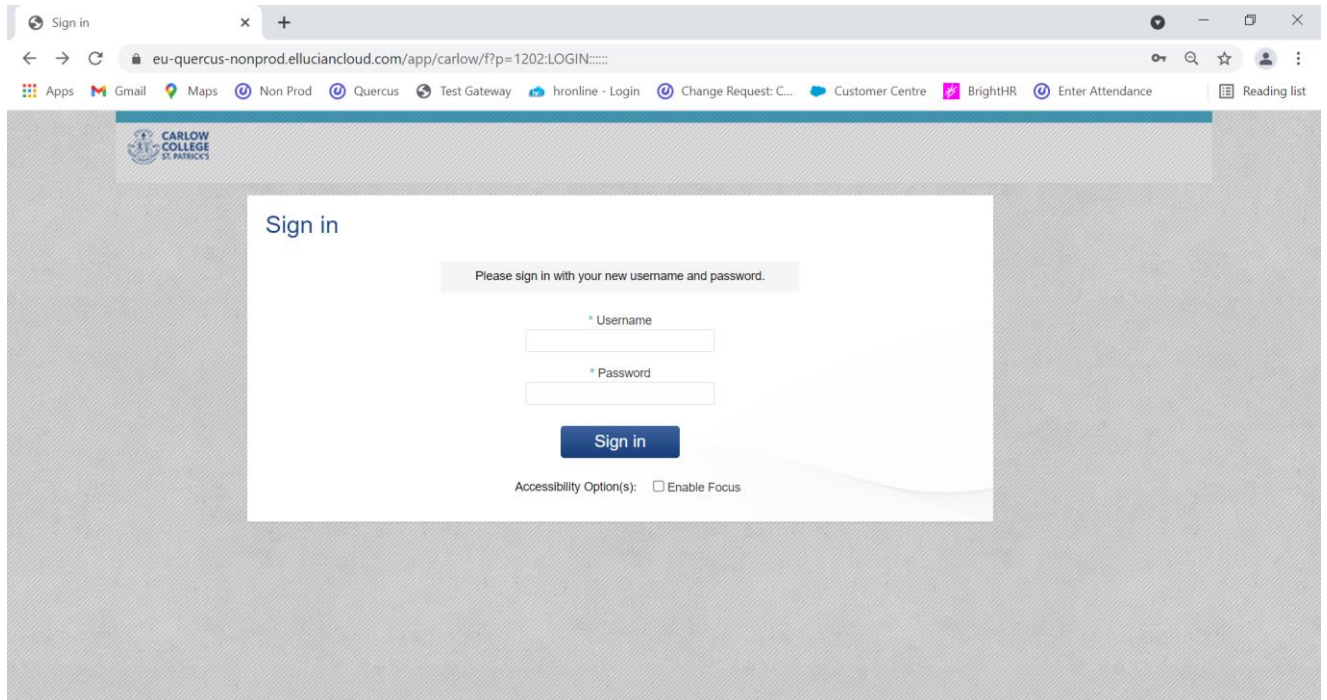 Sign in
eu-quercus-nonprod.elluciancloud.com/app/carlow/f?p=1202:LOGIN::::::
Apps Gmail Maps Non Prod Quercus Test Gateway hronline - Login Change Request: C... Customer Centre BrightHR Enter Attendance Reading list
CARLOW
COLLEGE
ST. PATRICK'S
Sign in
Please sign in with your new username and password.
* Username
* Password
Sign in
Accessibility Option(s): Enable Focus